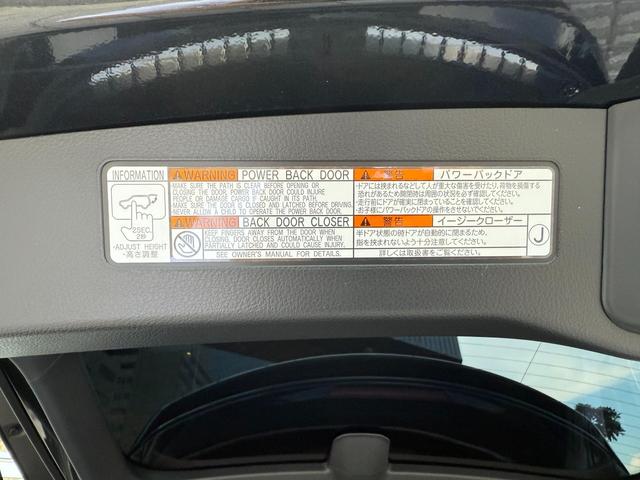 INFORMATION
2SEC.
2秒
-ADJUST HEIGHT
-高さ調整
WARNING POWER BACK DOOR
MAKE SURE THE PATH IS CLEAR BEFORE OPENING OR
CLOSING THE DOOR. POWER BACK DOOR COULD INJURE
PEOPLE OR DAMAGE CARGO IF CAUGHT IN ITS PATH.
MAKE SURE THE DOOR IS CLOSED AND LATCHED BEFORE DRIVING.
NEVER ALLOW A CHILD TO OPERATE THE POWER BACK DOOR.
WARNING BACK DOOR CLOSER
KEEP FINGERS AWAY FROM THE DOOR WHEN
CLOSING. DOOR CLOSES AUTOMATICALLY WHEN
PARTIALLY LATCHED AND COULD CAUSE INJURY.
SEE OWNER'S MANUAL FOR DETAILS.
警告 パワーバックドア
・ドアにはさまれるなどして人が重大な傷害を受けたり、荷物を損傷する
恐れがあるため開閉時は周囲の状況を必ず確認してください。
・走行前にドアが確実に閉まっていることを確認してください。
・お子様にパワーバックドアの操作をさせないでください。
警告 イージークローザー
半ドア状態の時ドアが自動的に閉まるため、
指を挟まれないよう十分注意してください。
詳しくは取扱書をご覧ください。
J